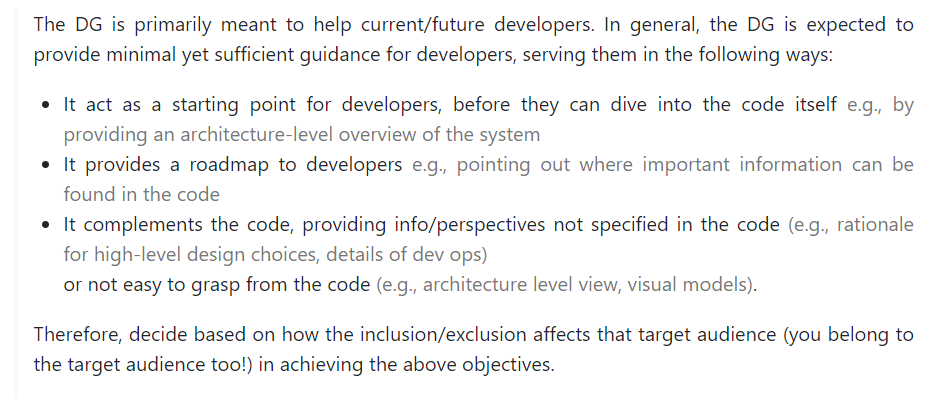 The DG is primarily meant to help current/future developers. In general, the DG is expected to
provide minimal yet sufficient guidance for developers, serving them in the following ways:
• It act as a starting point for developers, before they can dive into the code itself e.g., by
providing an architecture-level overview of the system
• It provides a roadmap to developers e.g., pointing out where important information can be
found in the code
• It complements the code, providing info/perspectives not specified in the code (e.g., rationale
for high-level design choices, details of dev ops)
or not easy to grasp from the code (e.g., architecture level view, visual models).
Therefore, decide based on how the inclusion/exclusion affects that target audience (you belong to
the target audience too!) in achieving the above objectives.